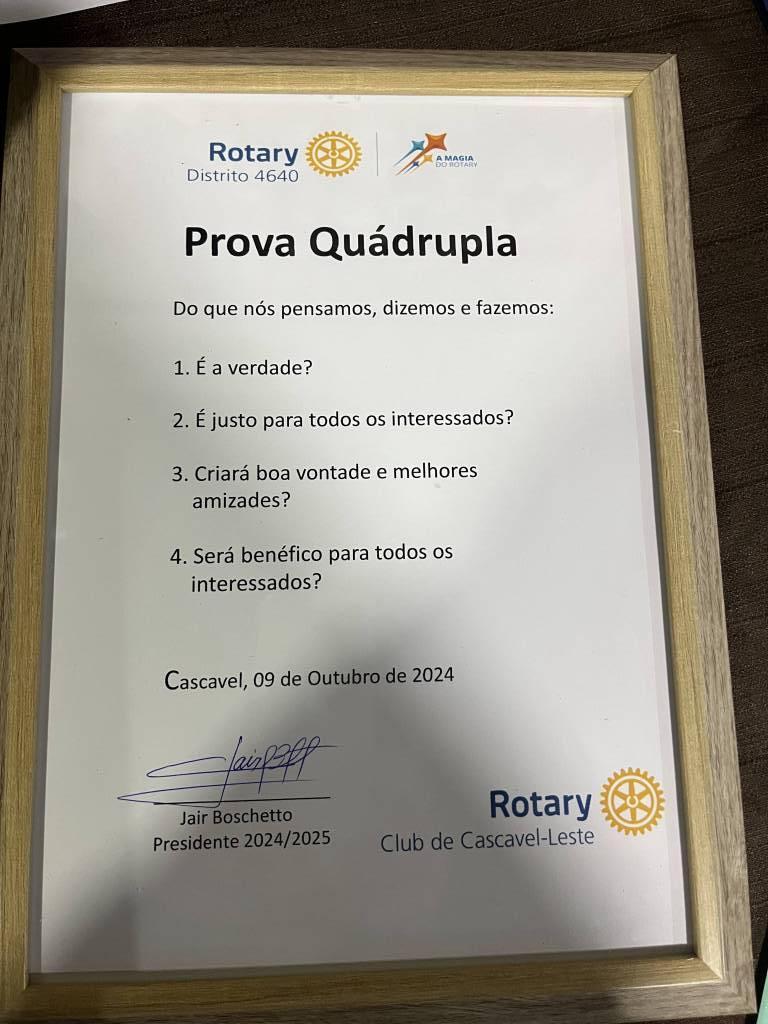 Rotary
Distrito 4640
A MAGIA
DO ROTARY
Prova Quádrupla
Do que nós pensamos, dizemos e fazemos:
1. É a verdade?
2. É justo para todos os interessados?
3. Criará boa vontade e melhores
amizades?
4. Será benéfico para todos os
interessados?
Cascavel, 09 de Outubro de 2024
Jair Boschetto
Presidente 2024/2025
Rotary
Club de Cascavel-Leste